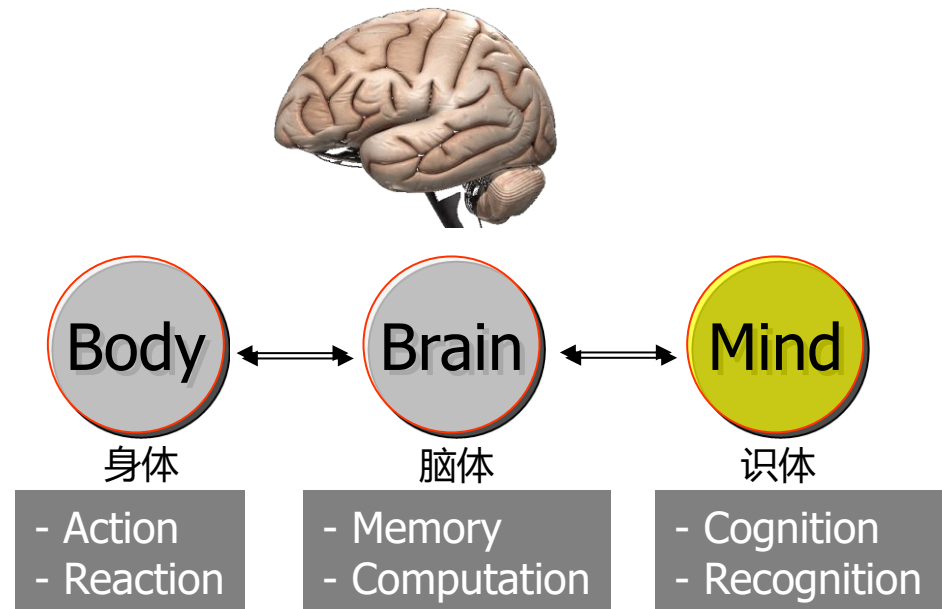 Body
Brain
Mind
身体
脑体
识体
- Action
- Reaction
- Memory
- Computation
- Cognition
- Recognition